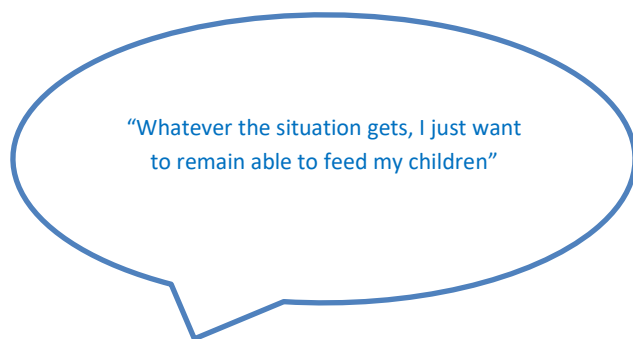 “Whatever the situation gets, I just want
to remain able to feed my children”